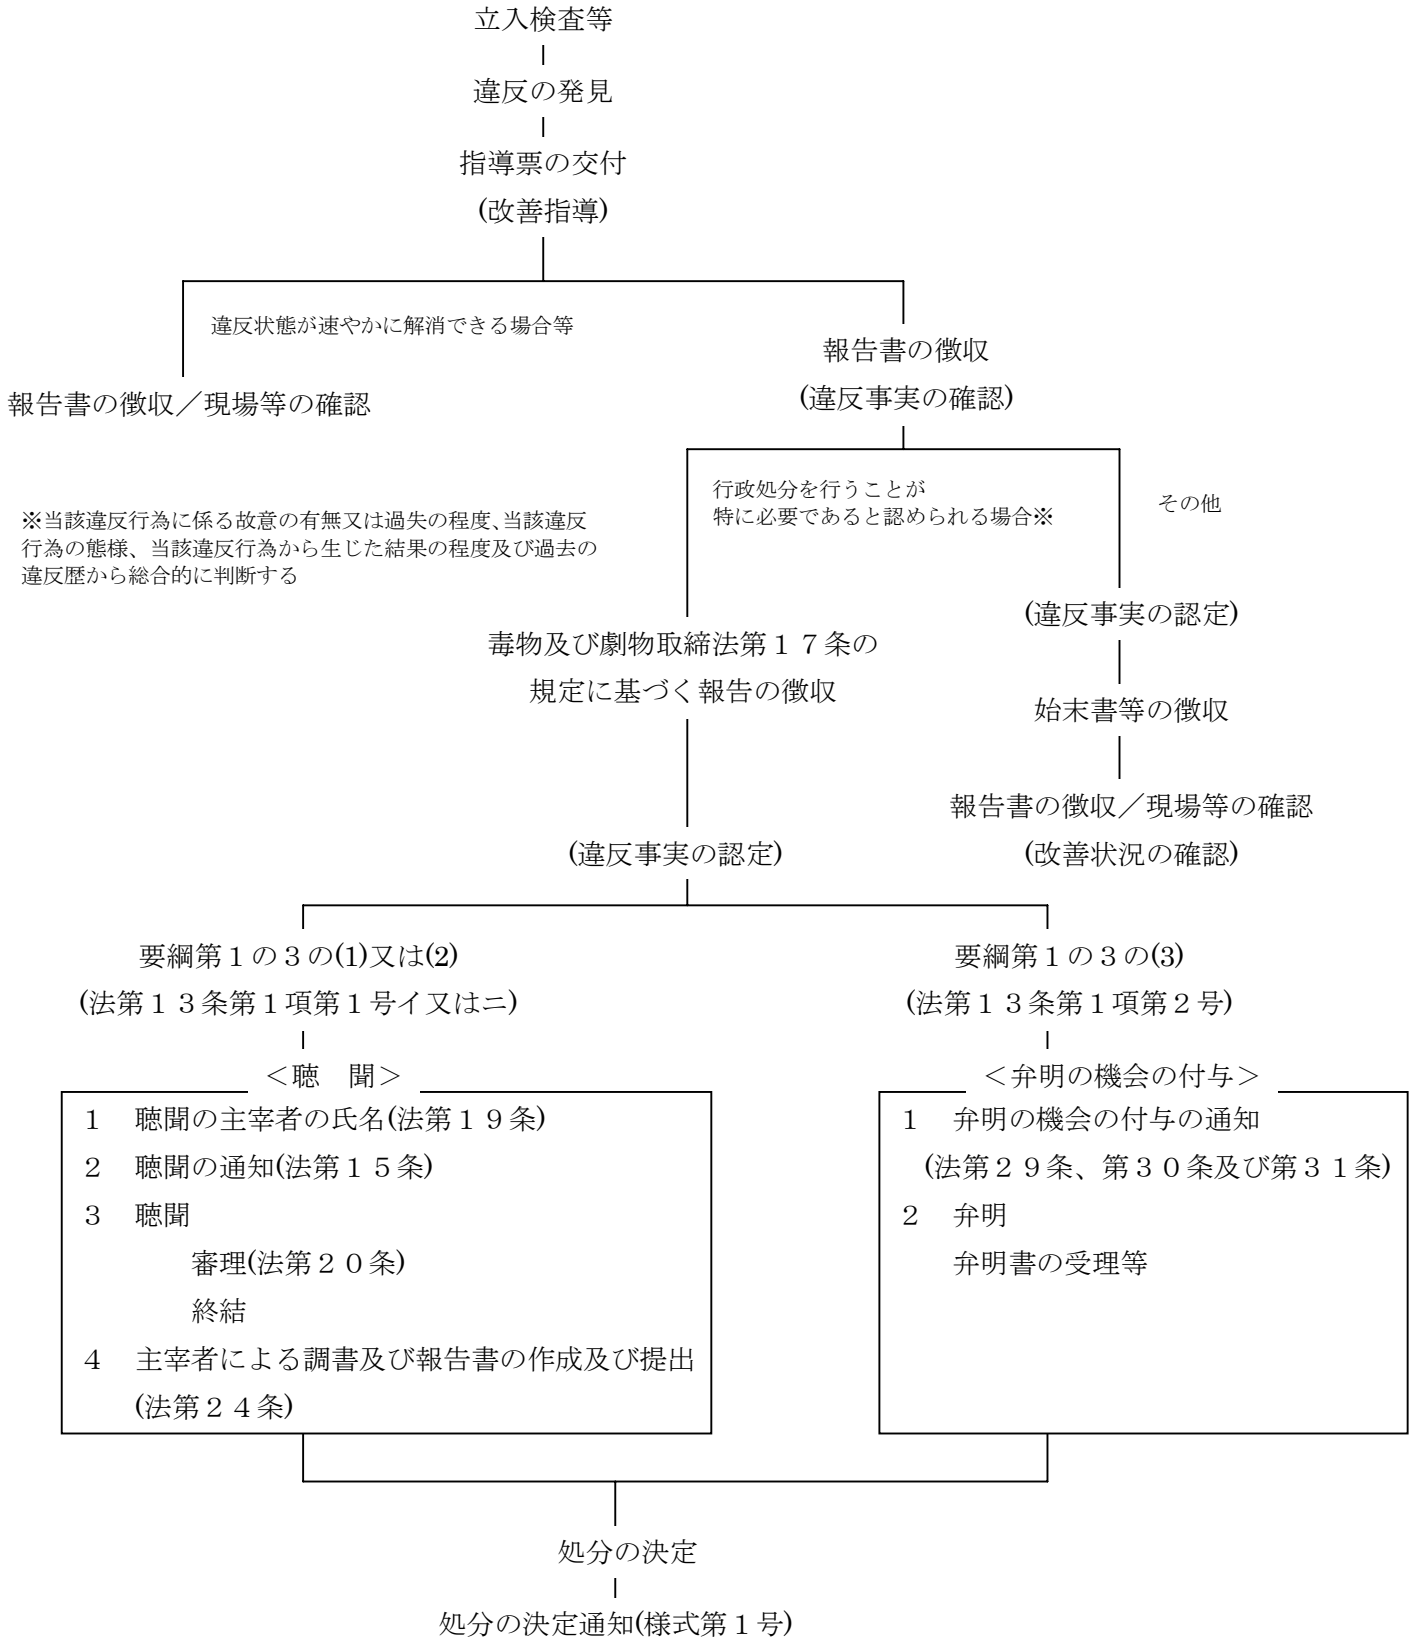 立入検査等
違反の発見
指導票の交付
(改善指導)
違反状態が速やかに解消できる場合等
報告書の徴収／現場等の確認
報告書の徴収
(違反事実の確認)
※当該違反行為に係る故意の有無又は過失の程度、当該違反
行為の態様、当該違反行為から生じた結果の程度及び過去の
違反歴から総合的に判断する
行政処分を行うことが
特に必要であると認められる場合※
その他
毒物及び劇物取締法第１７条の
規定に基づく報告の徴収
(違反事実の認定)
(違反事実の認定)
始末書等の徴収
報告書の徴収／現場等の確認
(改善状況の確認)
要綱第１の３の(1)又は(2)
(法第１３条第１項第１号イ又はニ)
＜聴　聞＞
１　聴聞の主宰者の氏名(法第１９条)
２　聴聞の通知(法第１５条)
３　聴聞
審理(法第２０条)
終結
４　主宰者による調書及び報告書の作成及び提出
(法第２４条)
要綱第１の３の(3)
(法第１３条第１項第２号)
＜弁明の機会の付与＞
１　弁明の機会の付与の通知
(法第２９条、第３０条及び第３１条)
２　弁明
弁明書の受理等
処分の決定
処分の決定通知(様式第１号)